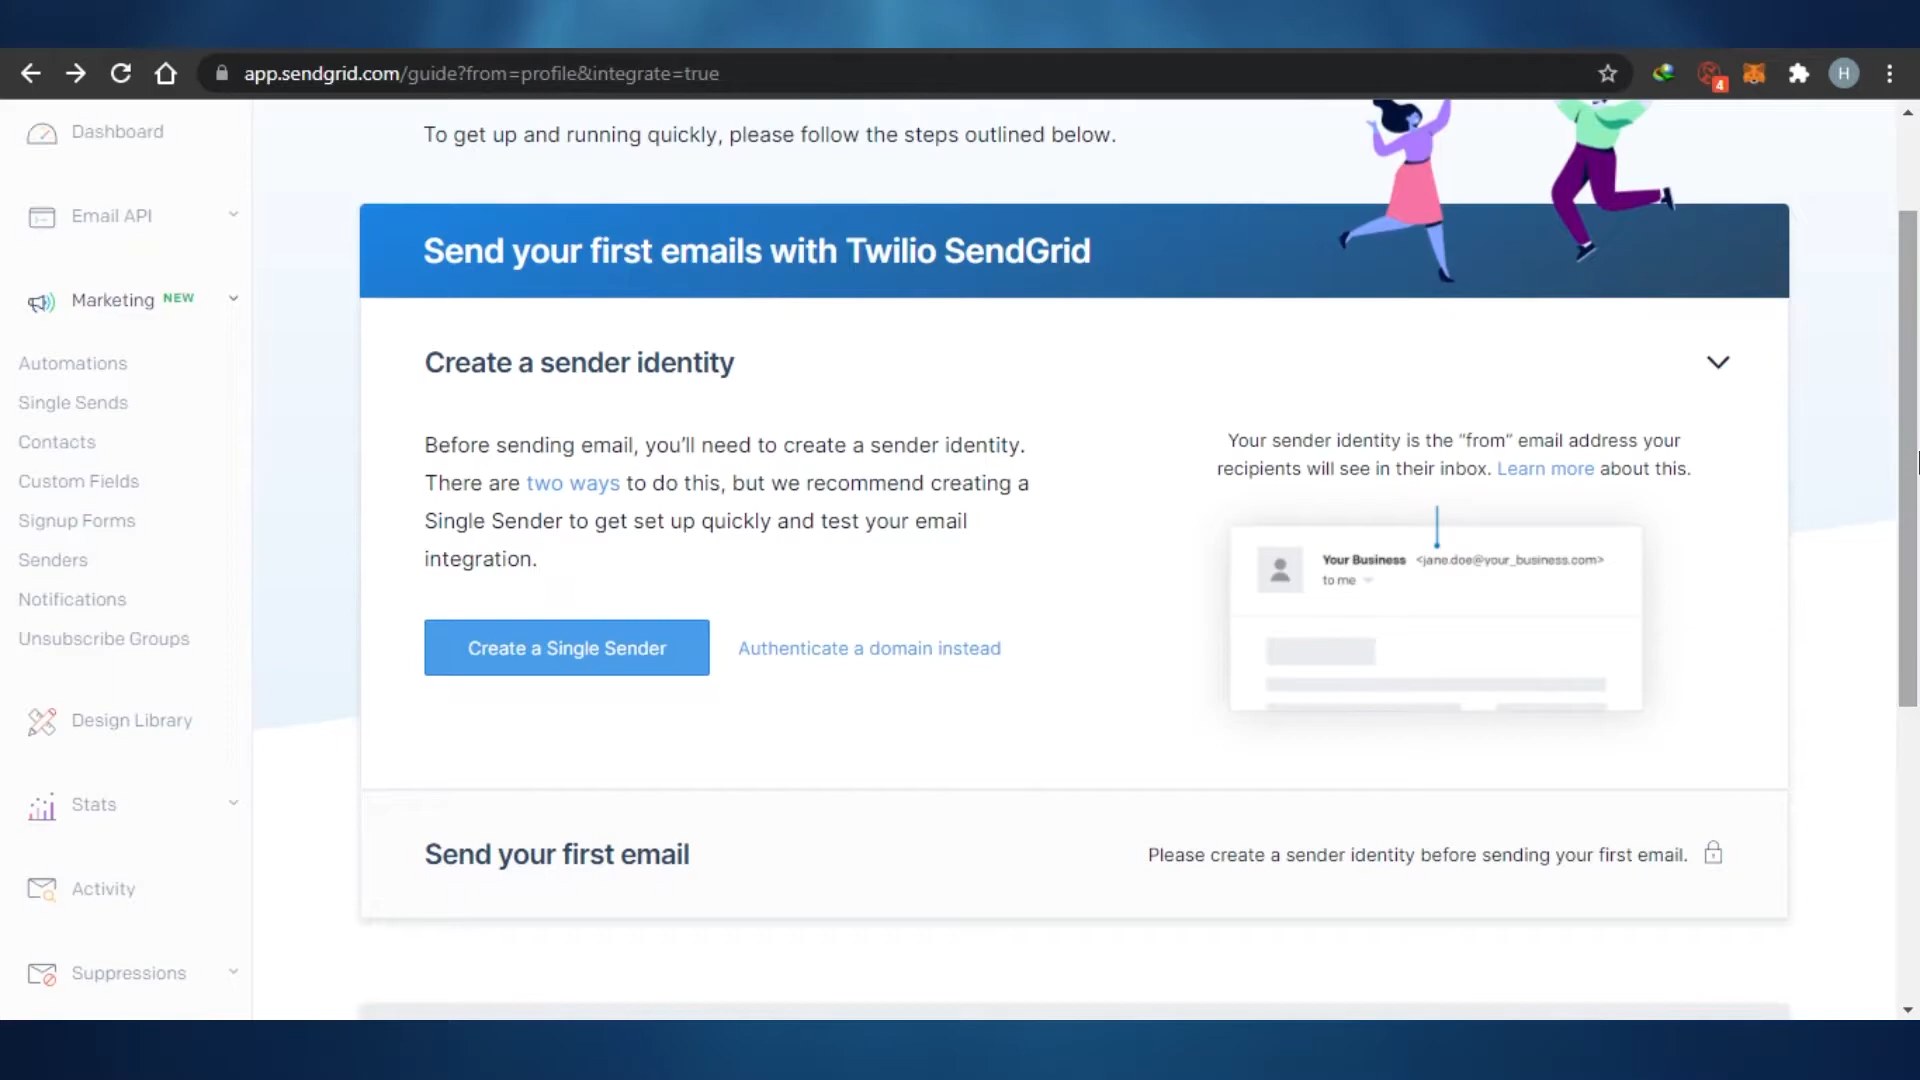 app.sendgrid.com/guide?from=profile&integrate=true
4
H
Dashboard
Email API
Marketing NEW
Automations
Single Sends
Contacts
Custom Fields
Signup Forms
Senders
Notifications
Unsubscribe Groups
Design Library
Stats
Activity
Suppressions
To get up and running quickly, please follow the steps outlined below.
Send your first emails with Twilio SendGrid
Create a sender identity
Before sending email, you’ll need to create a sender identity.
There are two ways to do this, but we recommend creating a
Single Sender to get set up quickly and test your email
integration.
Create a Single Sender
Authenticate a domain instead
Your sender identity is the “from” email address your
recipients will see in their inbox. Learn more about this.
Your Business <jane.doe@your_business.com>
to me
Send your first email
Please create a sender identity before sending your first email.